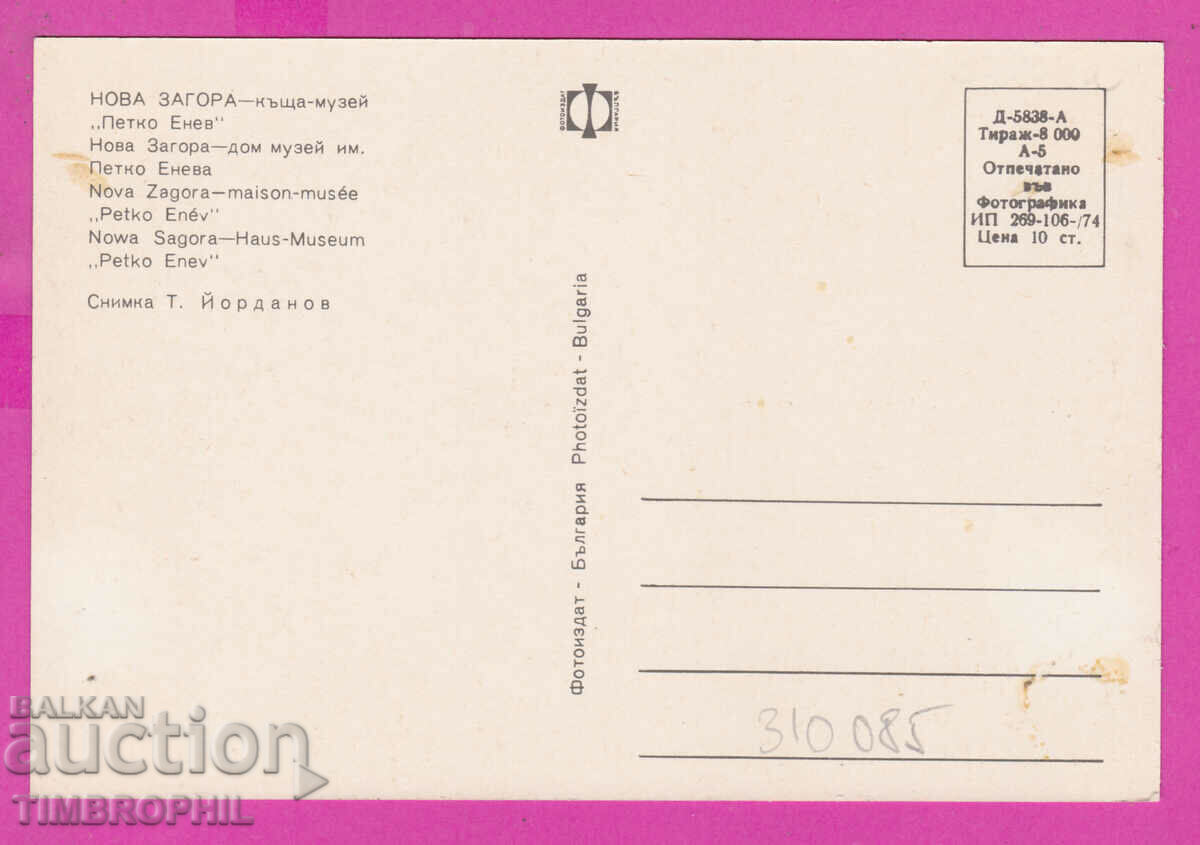 НОВА ЗАГОРА—къща-музей
„Петко Енев"
Нова Загора—дом музей им.
Петко Енева
Nova Zagora—maison-musée
„Petko Enév"
Nowa Sagora—Haus-Museum
„Petko Enev"
Снимка Т. Йорданов
ФОТОИЗДАТ
Фотоиздат - България Photoïzdat - Bulgaria
Д-5838-А
Тираж-8 000
А-5
Отпечатано
във
Фотографика
ИП 269-106-/74
Цена 10 ст.
310085
BALKAN
auction
TIMBROPHIL